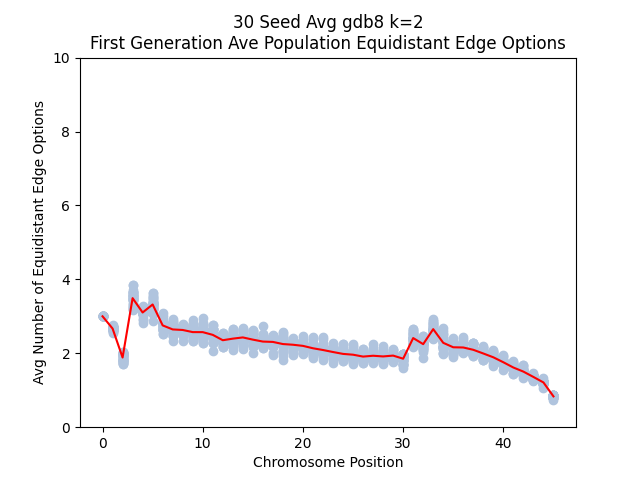 30 Seed Avg gdb8 k=2
First Generation Ave Population Equidistant Edge Options
Avg Number of Equidistant Edge Options
10
8
6
4
2
0
0 10 20 30 40
Chromosome Position